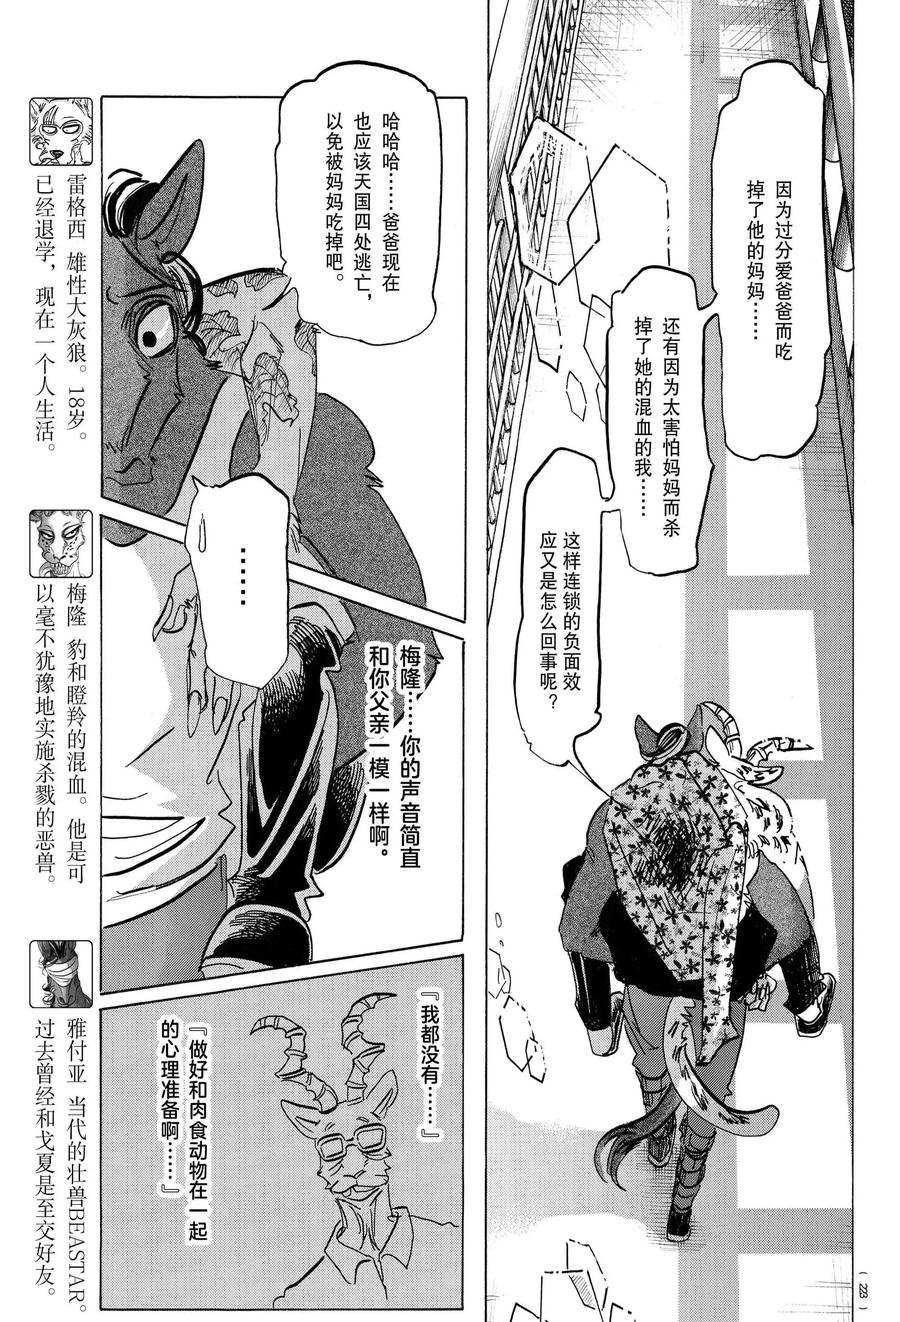 因为过分爱爸爸而吃
掉了他的妈妈……
还有因为太害怕妈妈而杀
掉了她的混血的我……
这样连锁的负面效
应又是怎么回事呢？
哈哈哈……爸爸现在
也应该天国四处逃亡，
以免被妈妈吃掉吧。
……
梅隆……你的声音简直
和你父亲一模一样啊。
『我都没有……』
『做好和肉食动物在一起
的心理准备啊……』
雷格西 雄性大灰狼。18岁。
已经退学，现在一个人生活。
梅隆 豹和瞪羚的混血。他是可
以毫不犹豫地实施杀戮的恶兽。
雅付亚 当代的壮兽BEASTAR。
过去曾经和戈夏是至交好友。
( 223 )